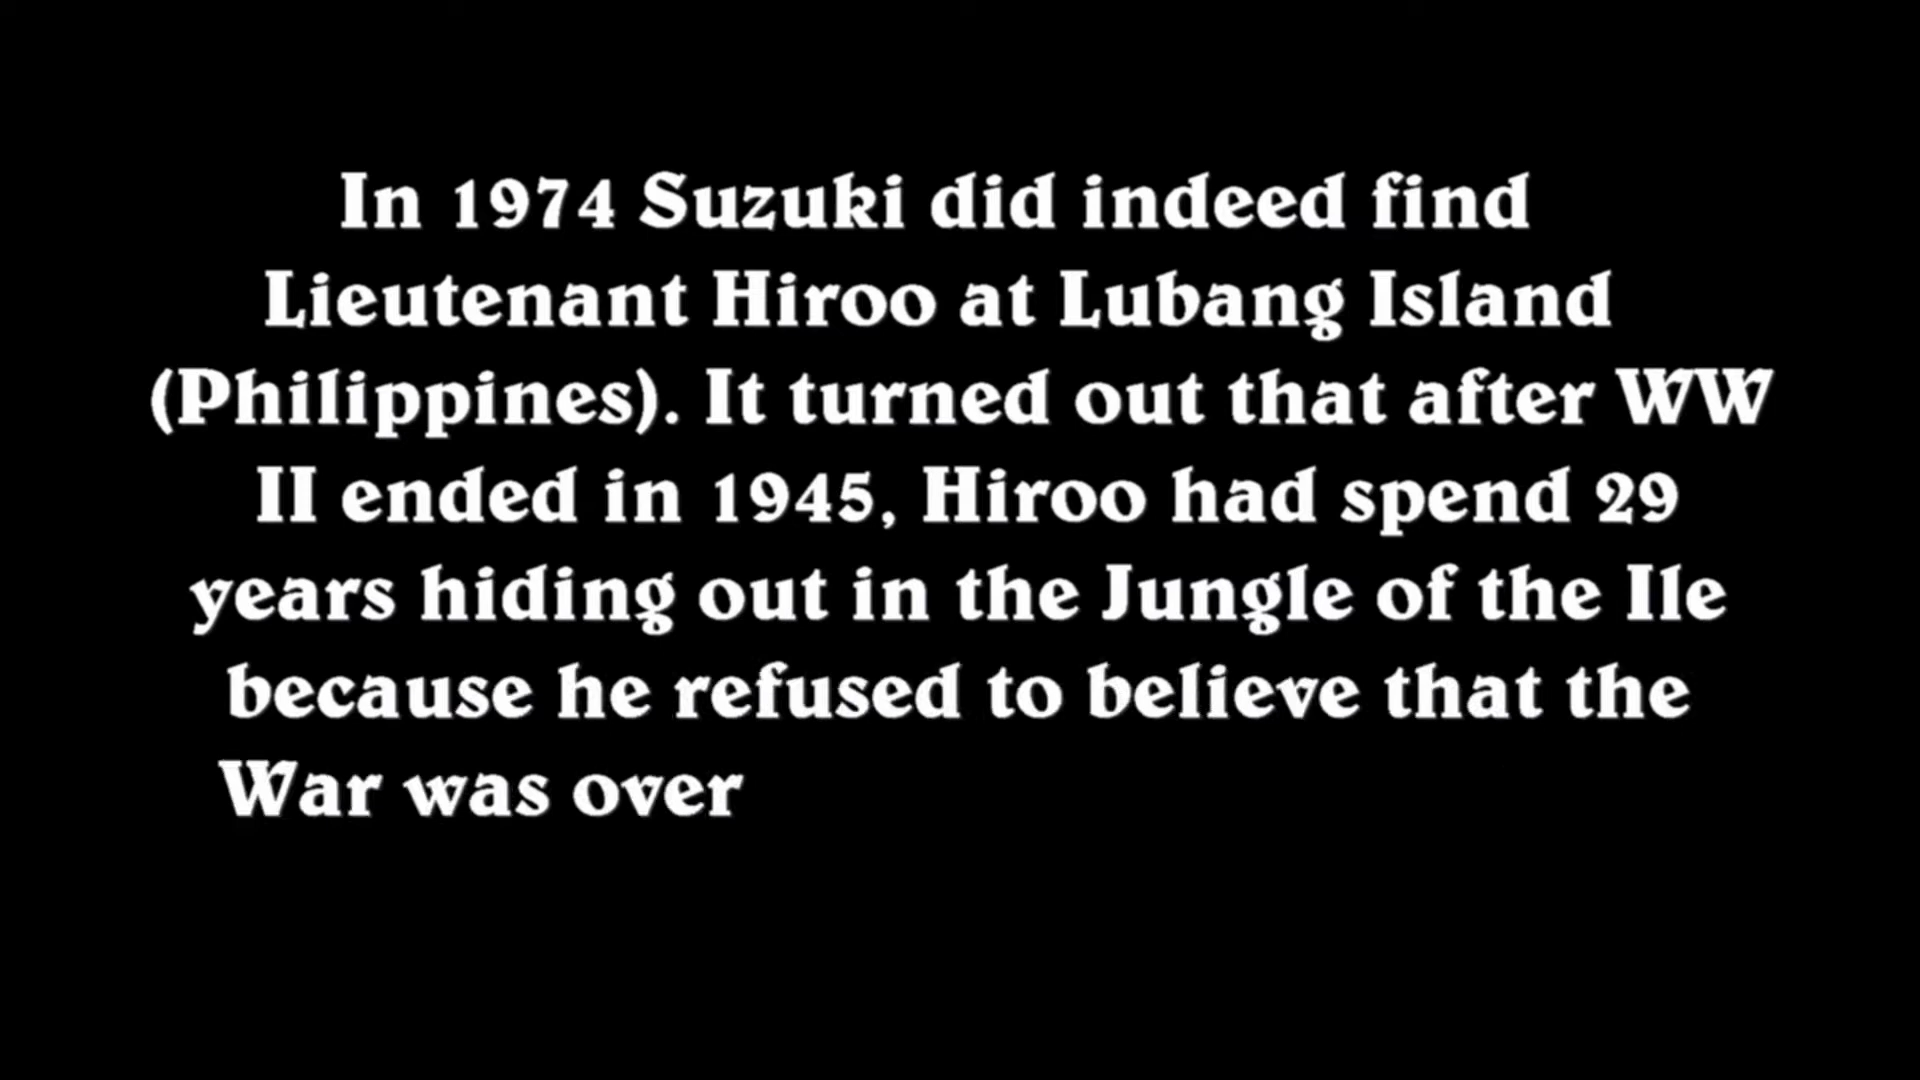 In 1974 Suzuki did indeed find
Lieutenant Hiroo at Lubang Island
(Philippines). It turned out that after WW
II ended in 1945, Hiroo had spend 29
years hiding out in the Jungle of the Ile
because he refused to believe that the
War was over